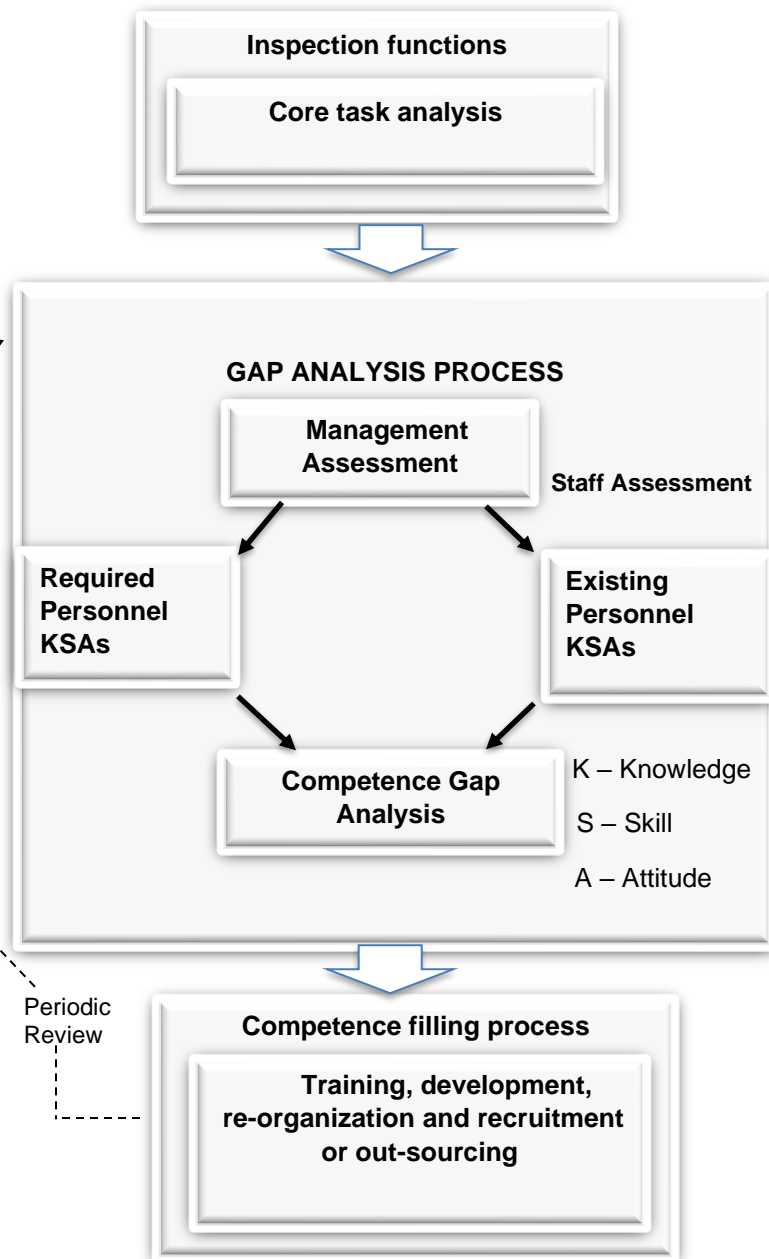 Inspection functions
Core task analysis
GAP ANALYSIS PROCESS
Management
Assessment
Staff Assessment
Required
Personnel
KSAs
Existing
Personnel
KSAs
Competence Gap
Analysis
K – Knowledge
S – Skill
A – Attitude
Periodic
Review
Competence filling process
Training, development,
re-organization and recruitment
or out-sourcing